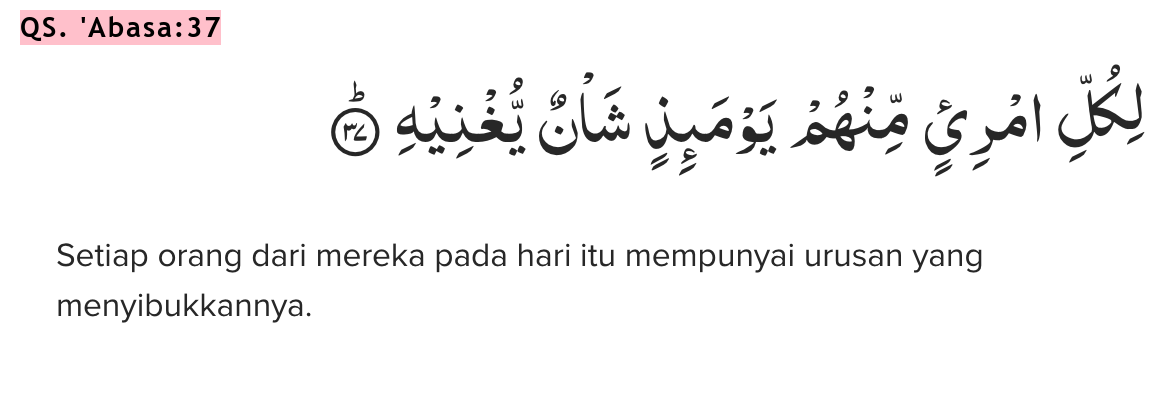 QS. 'Abasa:37
لِكُلِّ امْرِئٍ مِّنْهُمْ يَوْمَىِٕذٍ شَأْنٌ يُّغْنِيْهِۗ ۝٣٧
Setiap orang dari mereka pada hari itu mempunyai urusan yang
menyibukkannya.